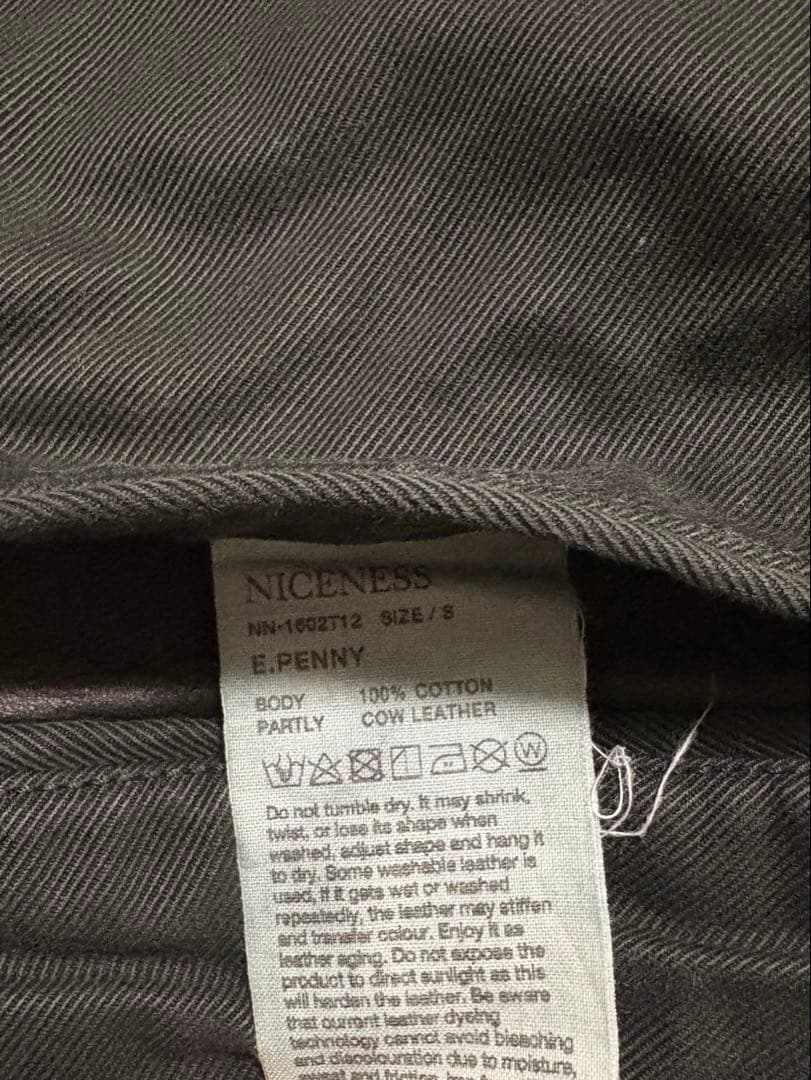 NICENESS
NN-1602T12 SIZE / S
E.PENNY
BODY 100% COTTON
PARTLY COW LEATHER
W
Do not tumble dry. It may shrink,
twist, or lose its shape when
washed, adjust shape and hang it
to dry. Some washable leather is
used, if it gets wet or washed
repeatedly, the leather may stiffen
and transfer colour. Enjoy it as
leather aging. Do not expose the
product to direct sunlight as this
will harden the leather. Be aware
that current leather dyeing
technology cannot avoid bleaching
and discolouration due to moisture,
sweat and friction